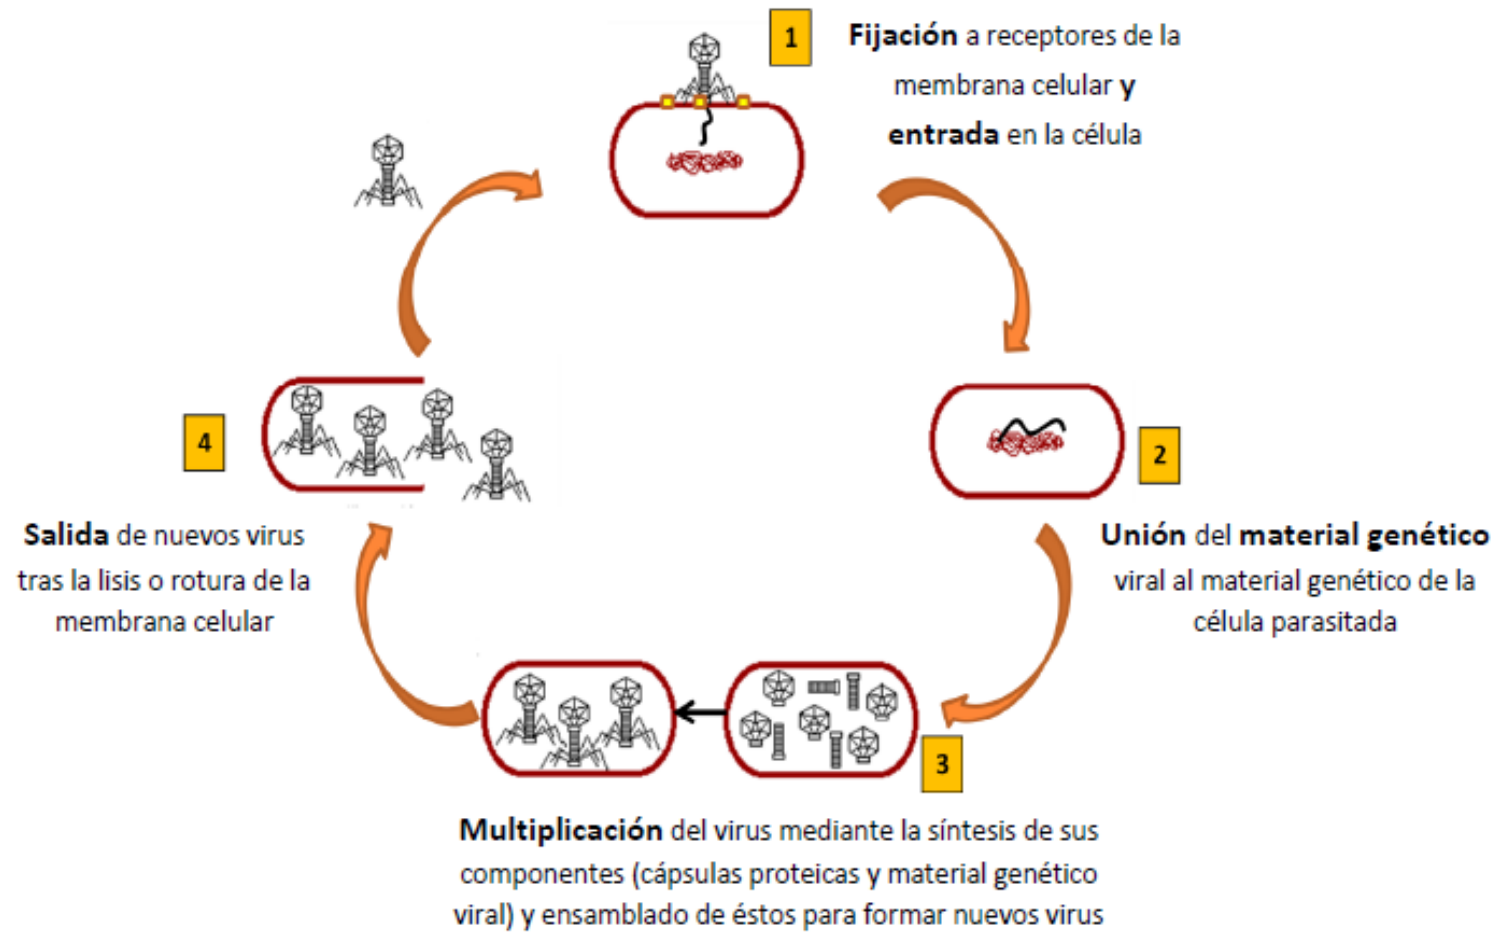 1
Fijación a receptores de la
membrana celular y
entrada en la célula
2
Unión del material genético
viral al material genético de la
célula parasitada
3
Multiplicación del virus mediante la síntesis de sus
componentes (cápsulas proteicas y material genético
viral) y ensamblado de éstos para formar nuevos virus
4
Salida de nuevos virus
tras la lisis o rotura de la
membrana celular